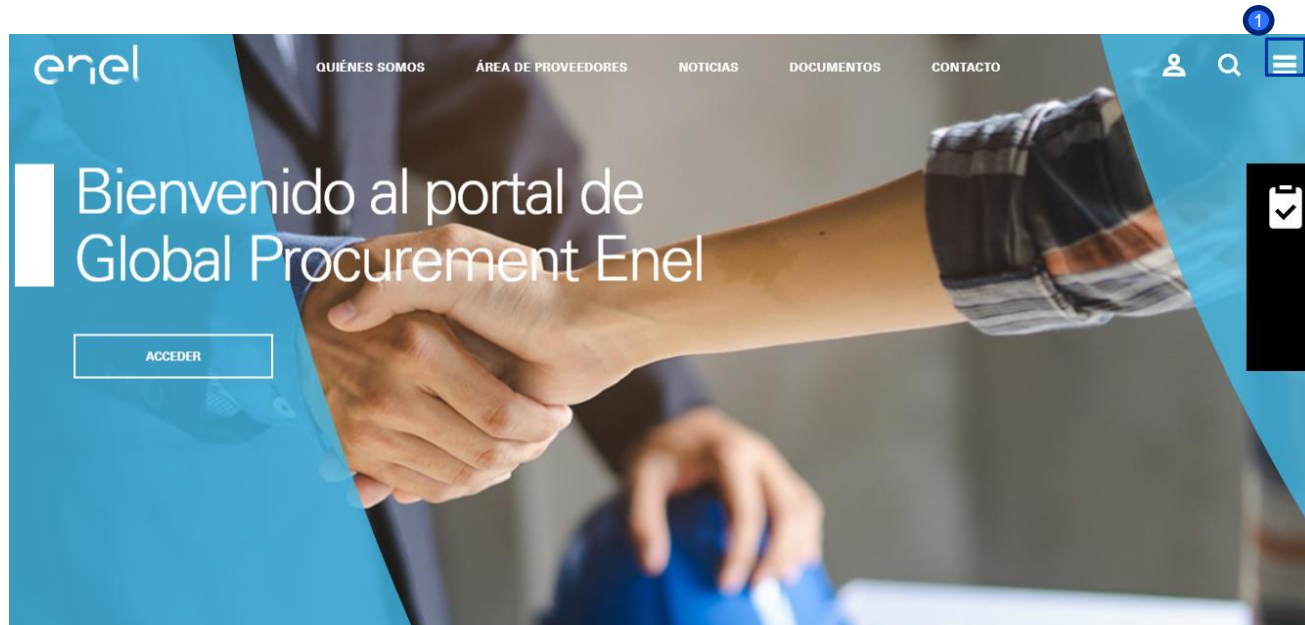 1
enel
QUIÉNES SOMOS ÁREA DE PROVEEDORES NOTICIAS DOCUMENTOS CONTACTO
Bienvenido al portal de
Global Procurement Enel
ACCEDER